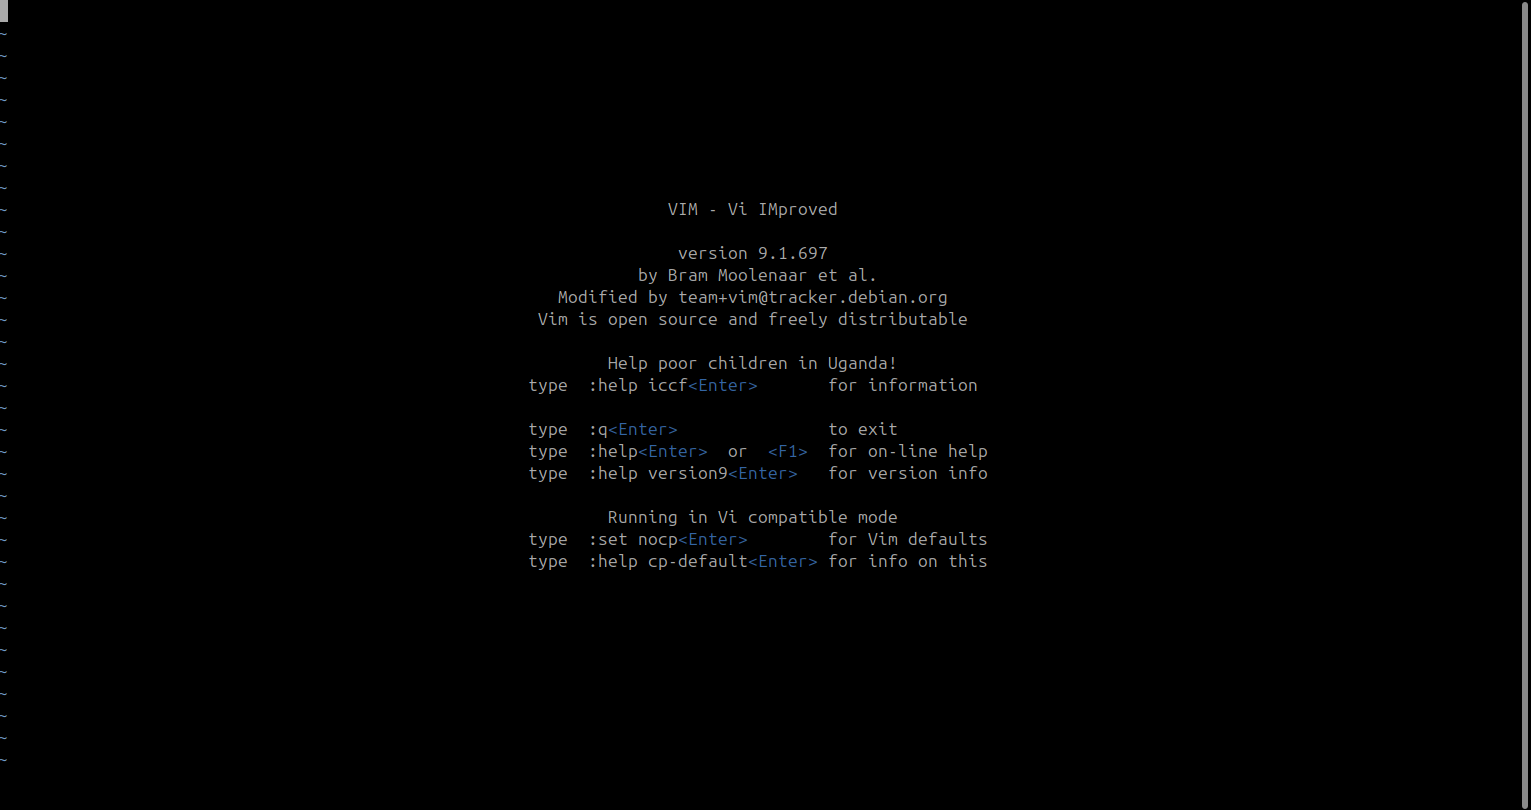 ~
~
~
~
~
~
~
~
~ VIM - Vi IMproved
~
~ version 9.1.697
~ by Bram Moolenaar et al.
~ Modified by team+vim@tracker.debian.org
~ Vim is open source and freely distributable
~
~ Help poor children in Uganda!
~ type  :help iccf<Enter>       for information
~
~ type  :q<Enter>               to exit
~ type  :help<Enter>  or  <F1>  for on-line help
~ type  :help version9<Enter>   for version info
~
~ Running in Vi compatible mode
~ type  :set nocp<Enter>        for Vim defaults
~ type  :help cp-default<Enter> for info on this
~
~
~
~
~
~
~
~
~